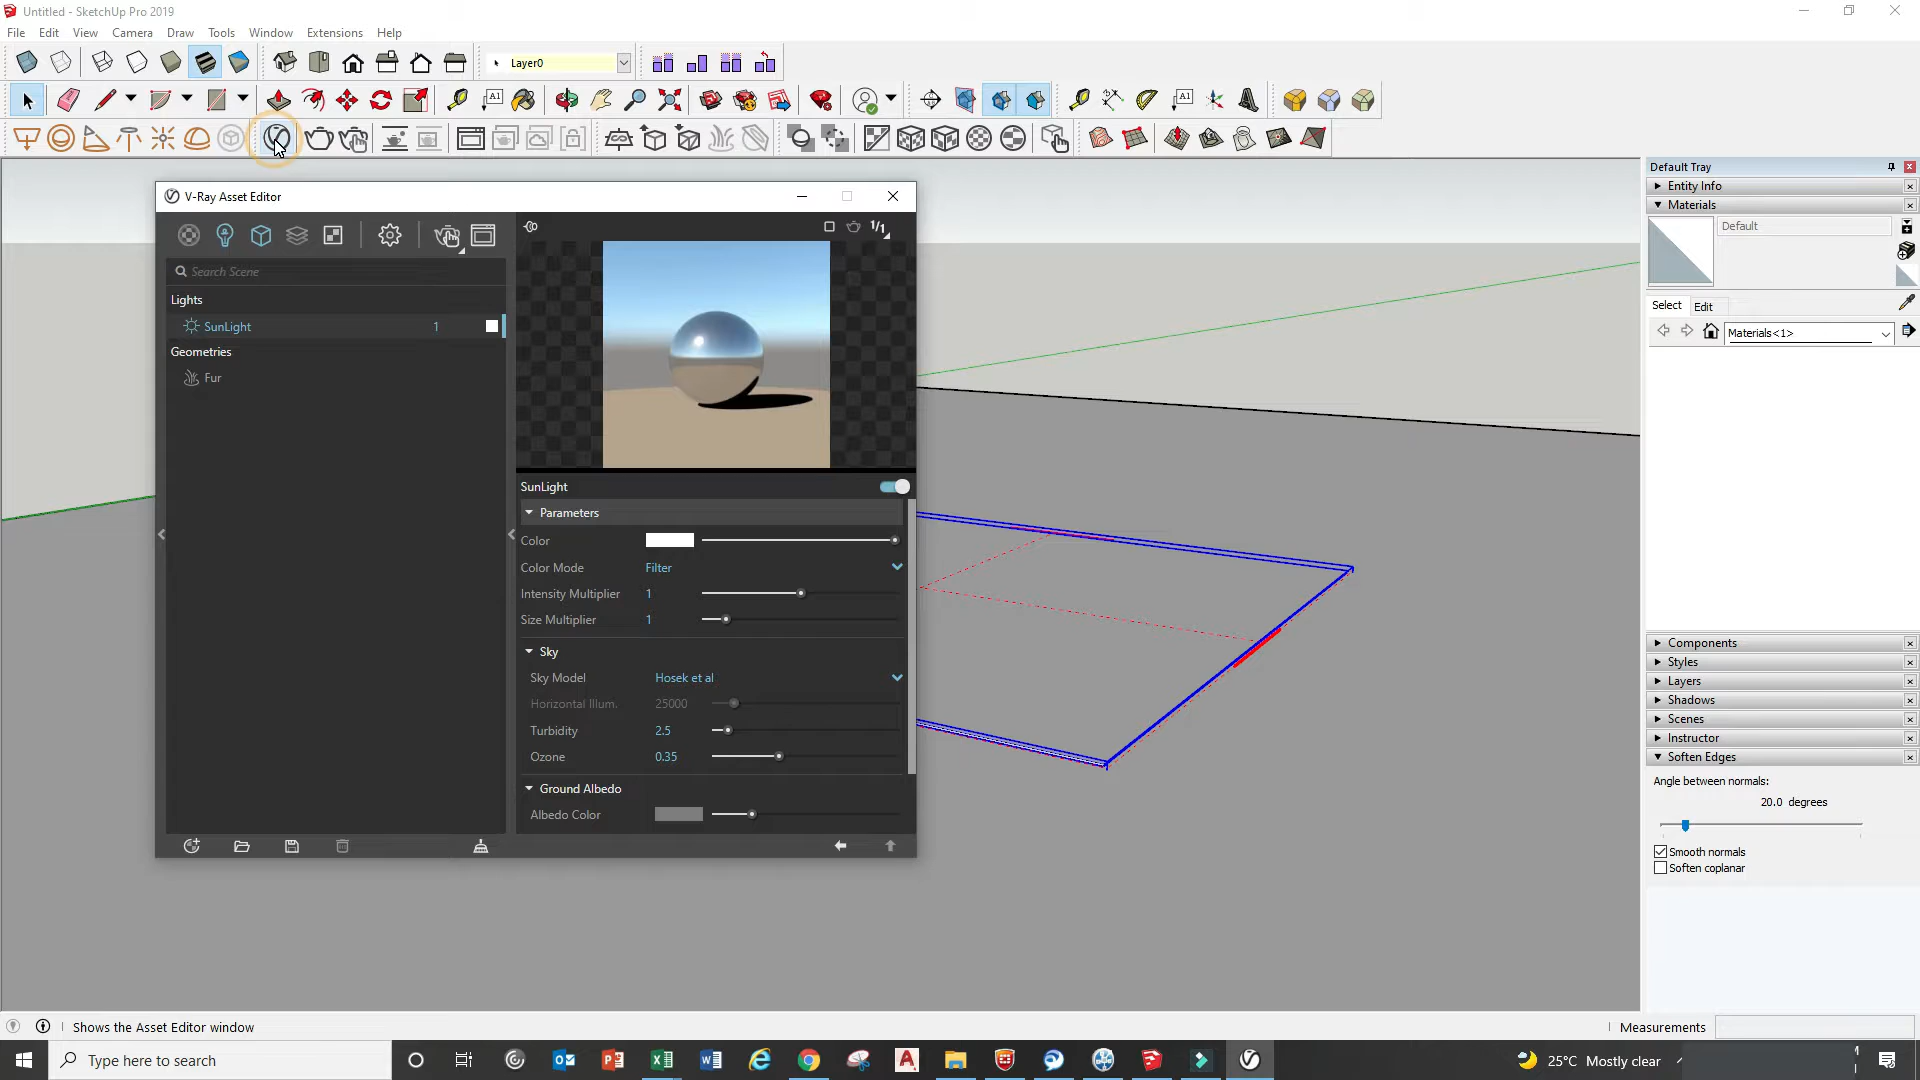 Untitled - SketchUp Pro 2019
File Edit View Camera Draw Tools Window Extensions Help
Layer0
A1
A1
V-Ray Asset Editor
1/1
Search Scene
Lights
SunLight 1
Geometries
Fur
SunLight
Parameters
Color
Color Mode Filter
Intensity Multiplier 1
Size Multiplier 1
Sky
Sky Model Hosek et al
Horizontal Illum. 25000
Turbidity 2.5
Ozone 0.35
Ground Albedo
Albedo Color
Default Tray
Entity Info
Materials
Default
Select Edit
Materials<1>
Components
Styles
Layers
Shadows
Scenes
Instructor
Soften Edges
Angle between normals:
20.0 degrees
Smooth normals
Soften coplanar
Shows the Asset Editor window
Measurements
Type here to search
25°C Mostly clear